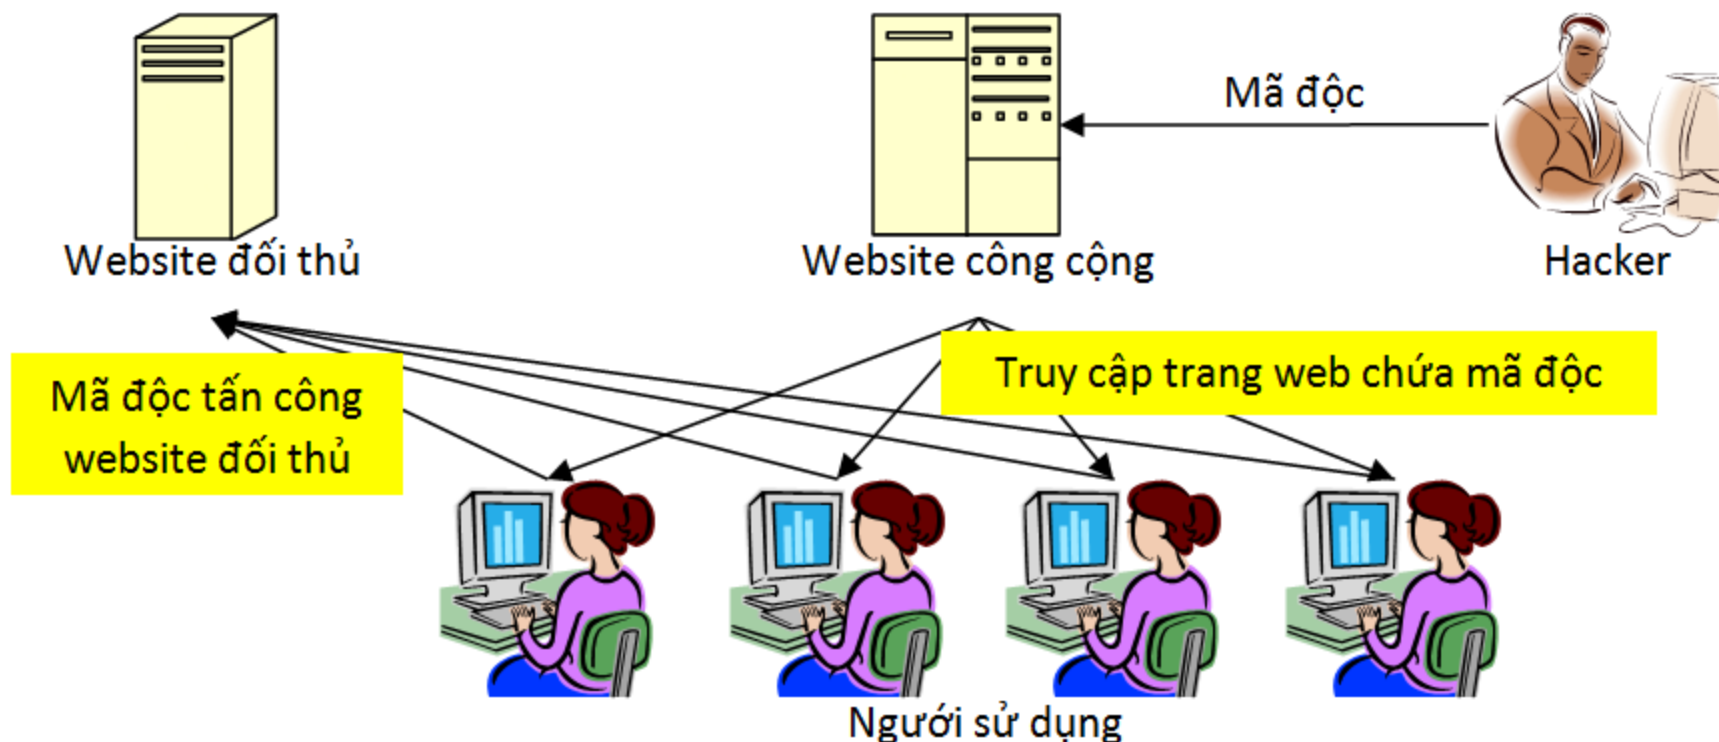 Mã độc
Website đối thủ
Website công cộng
Hacker
Truy cập trang web chứa mã độc
Mã độc tấn công
website đối thủ
Người sử dụng